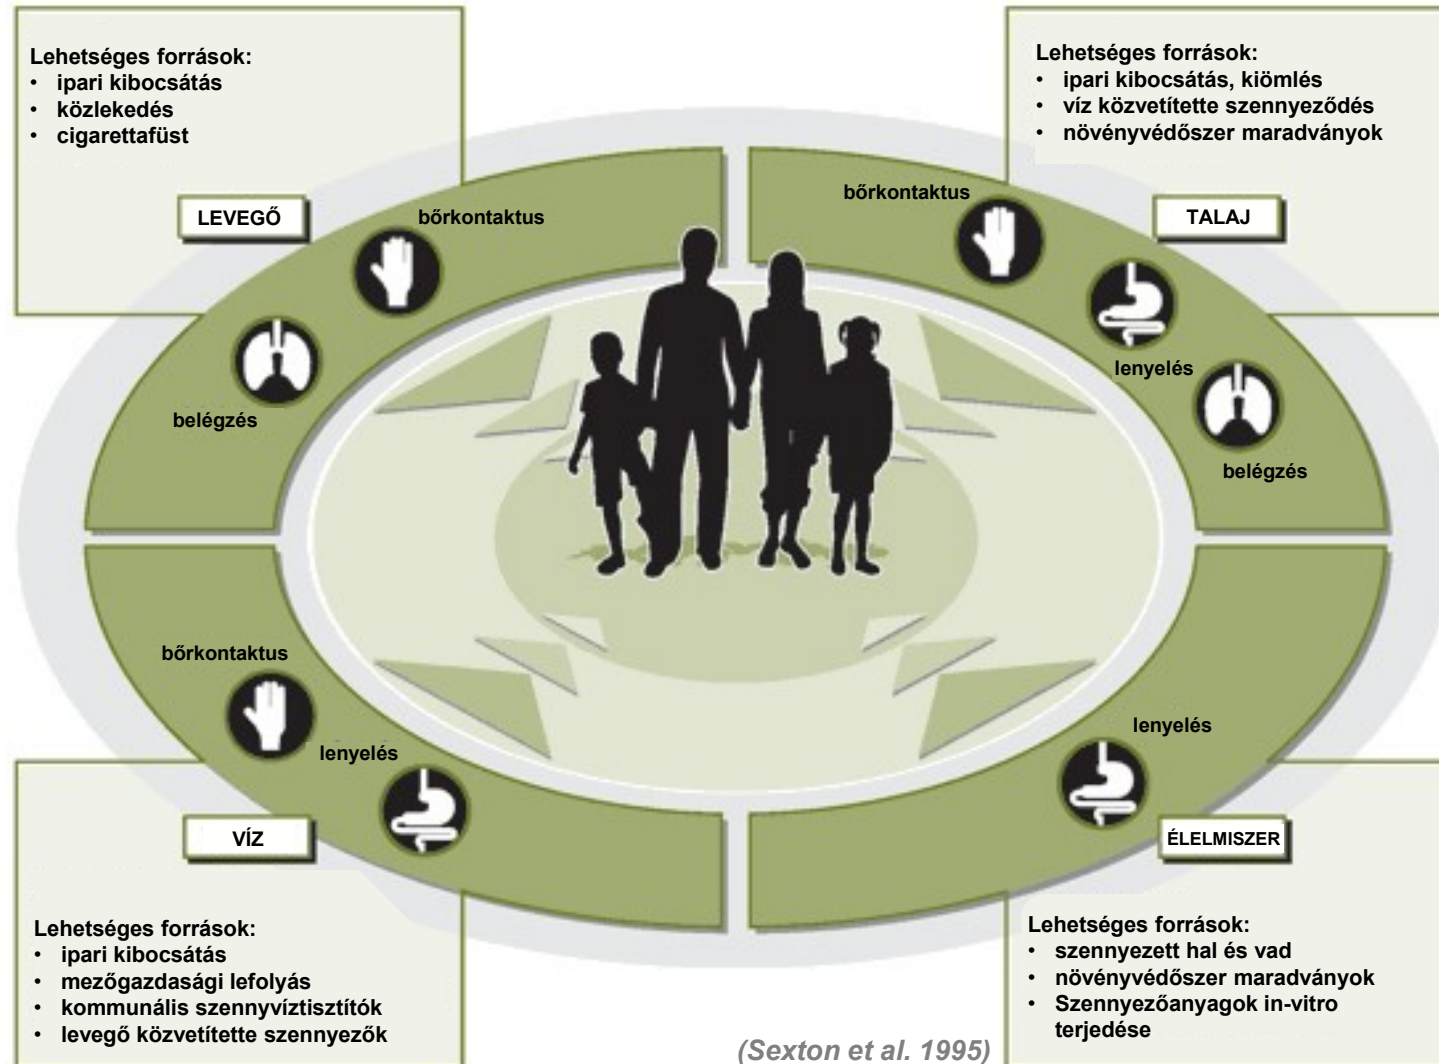 Lehetséges források:
• ipari kibocsátás
• közlekedés
• cigarettafüst
LEVEGŐ
bőrkontaktus
belégzés
Lehetséges források:
• ipari kibocsátás, kiömlés
• víz közvetítette szennyeződés
• növényvédőszer maradványok
bőrkontaktus
TALAJ
lenyelés
belégzés
bőrkontaktus
lenyelés
VÍZ
Lehetséges források:
• ipari kibocsátás
• mezőgazdasági lefolyás
• kommunális szennyvíztisztítók
• levegő közvetítette szennyezők
lenyelés
ÉLELMISZER
Lehetséges források:
• szennyezett hal és vad
• növényvédőszer maradványok
• Szennyezőanyagok in-vitro
terjedése
(Sexton et al. 1995)